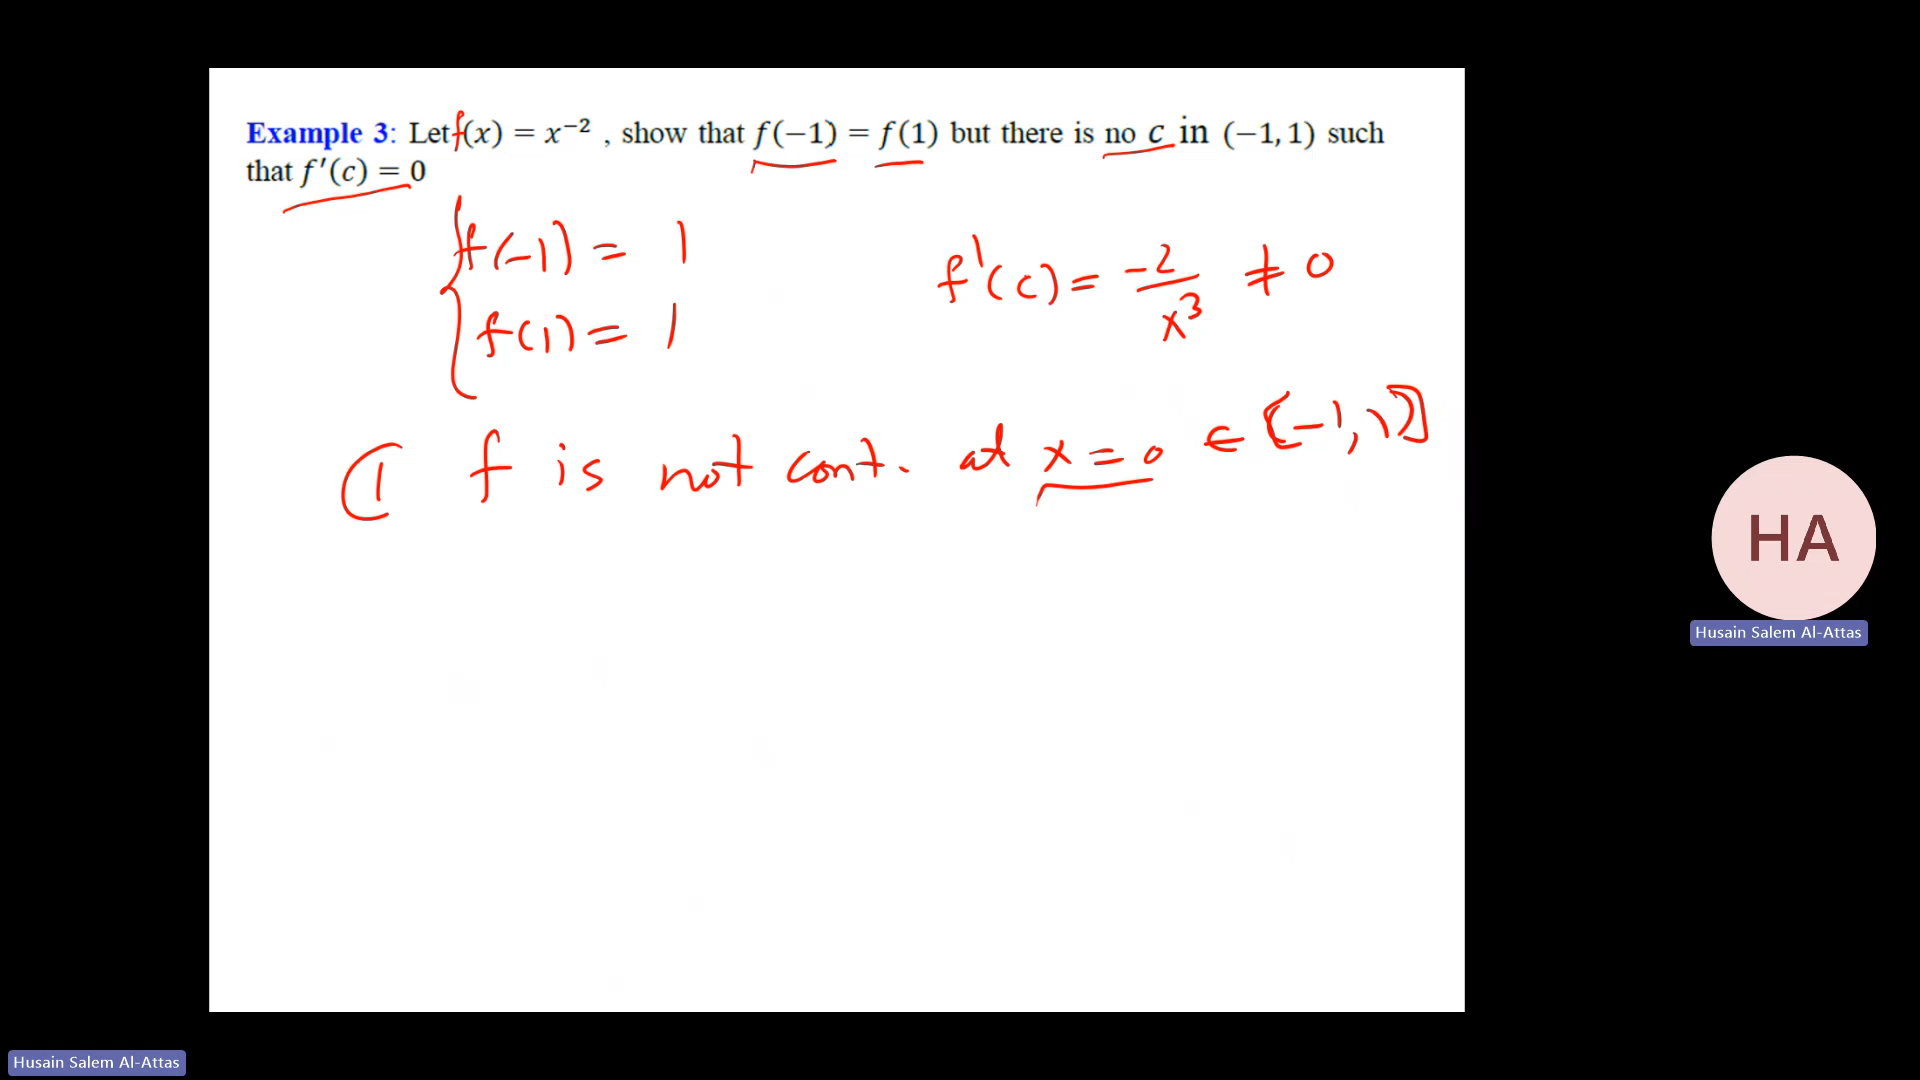 Example 3: Let f(x) = x⁻² , show that f(−1) = f(1) but there is no c in (−1, 1) such
that f′(c) = 0
f(-1) = 1
f'(c) = -2/x³ ≠ 0
f(1) = 1
① f is not cont. at x = 0 ∈ [-1, 1]
HA
Husain Salem Al-Attas
Husain Salem Al-Attas